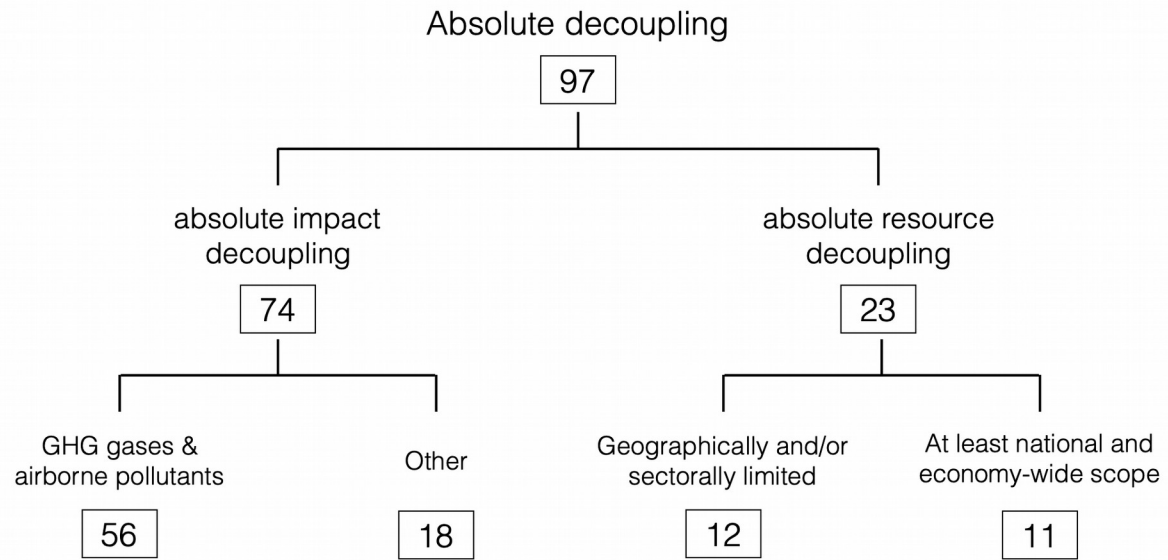 Absolute decoupling
97
absolute impact
decoupling
74
absolute resource
decoupling
23
GHG gases &
airborne pollutants
56
Other
18
Geographically and/or
sectorally limited
12
At least national and
economy-wide scope
11